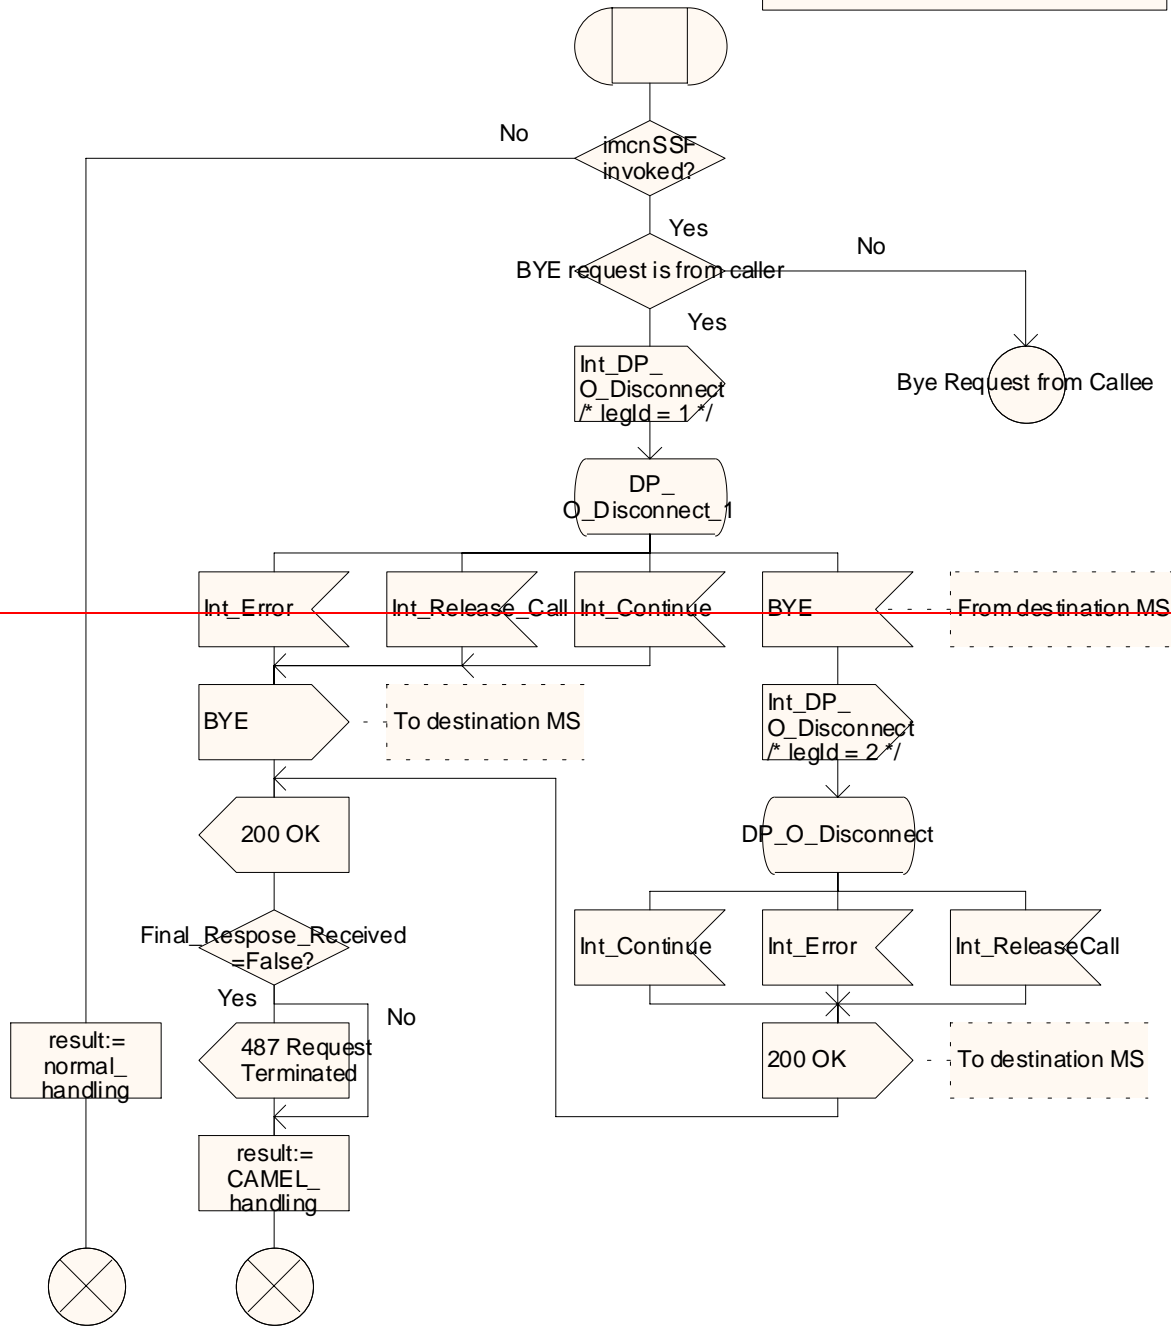 No
imcnSSF
invoked?
Yes
No
BYE request is from caller
Yes
Int_DP_
O_Disconnect
/* legId = 1 */
Bye Request from Callee
DP_
O_Disconnect_1
Int_Error
Int_Release_Call
Int_Continue
BYE
From destination MS
BYE
To destination MS
Int_DP_
O_Disconnect
/* legId = 2 */
200 OK
DP_O_Disconnect
Final_Respose_Received
=False?
Int_Continue
Int_Error
Int_ReleaseCall
Yes
No
result:=
normal_
handling
487 Request
Terminated
200 OK
To destination MS
result:=
CAMEL_
handling